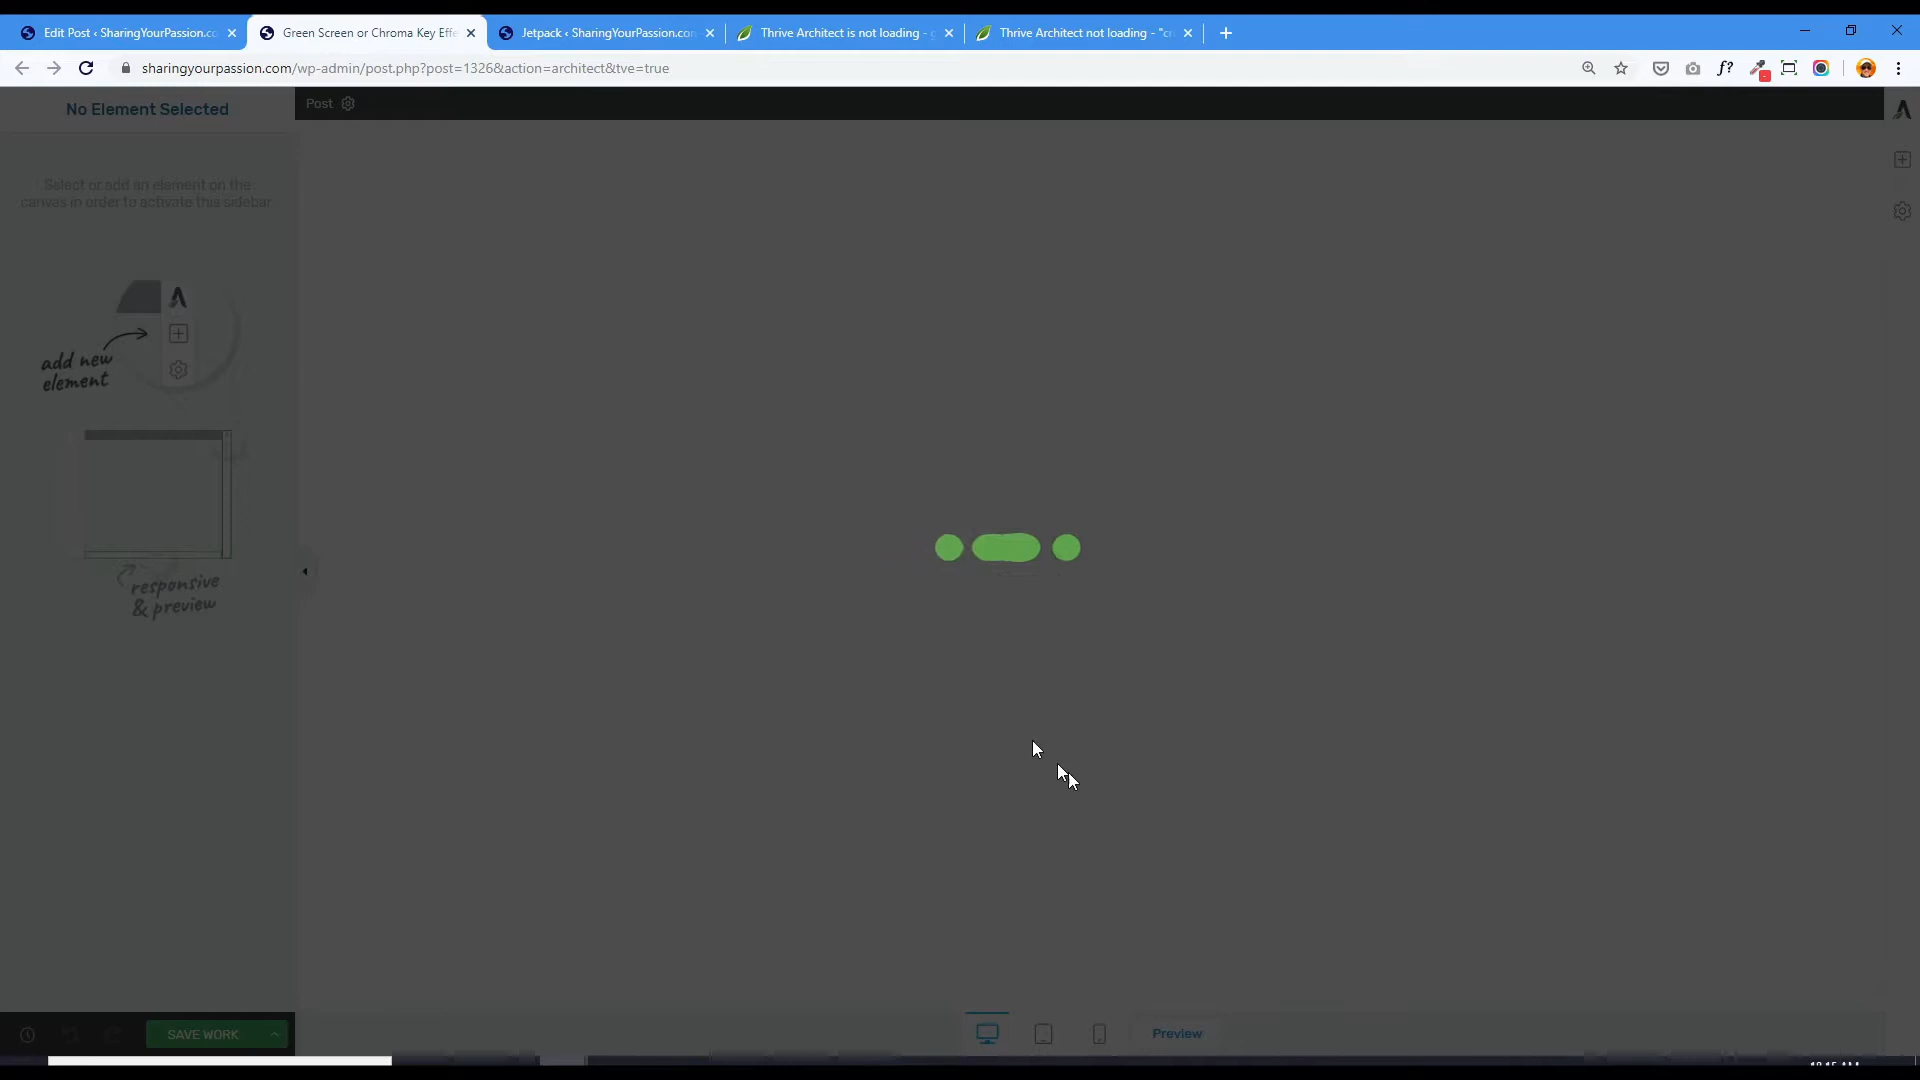 Edit Post ‹ SharingYourPassion.co
Green Screen or Chroma Key Effe
Jetpack ‹ SharingYourPassion.com
Thrive Architect is not loading - g
Thrive Architect not loading - "cr
sharingyourpassion.com/wp-admin/post.php?post=1326&action=architect&tve=true
f?
No Element Selected
Post
Select or add an element on the
canvas in order to activate this sidebar
add new
element
responsive
& preview
SAVE WORK
Preview